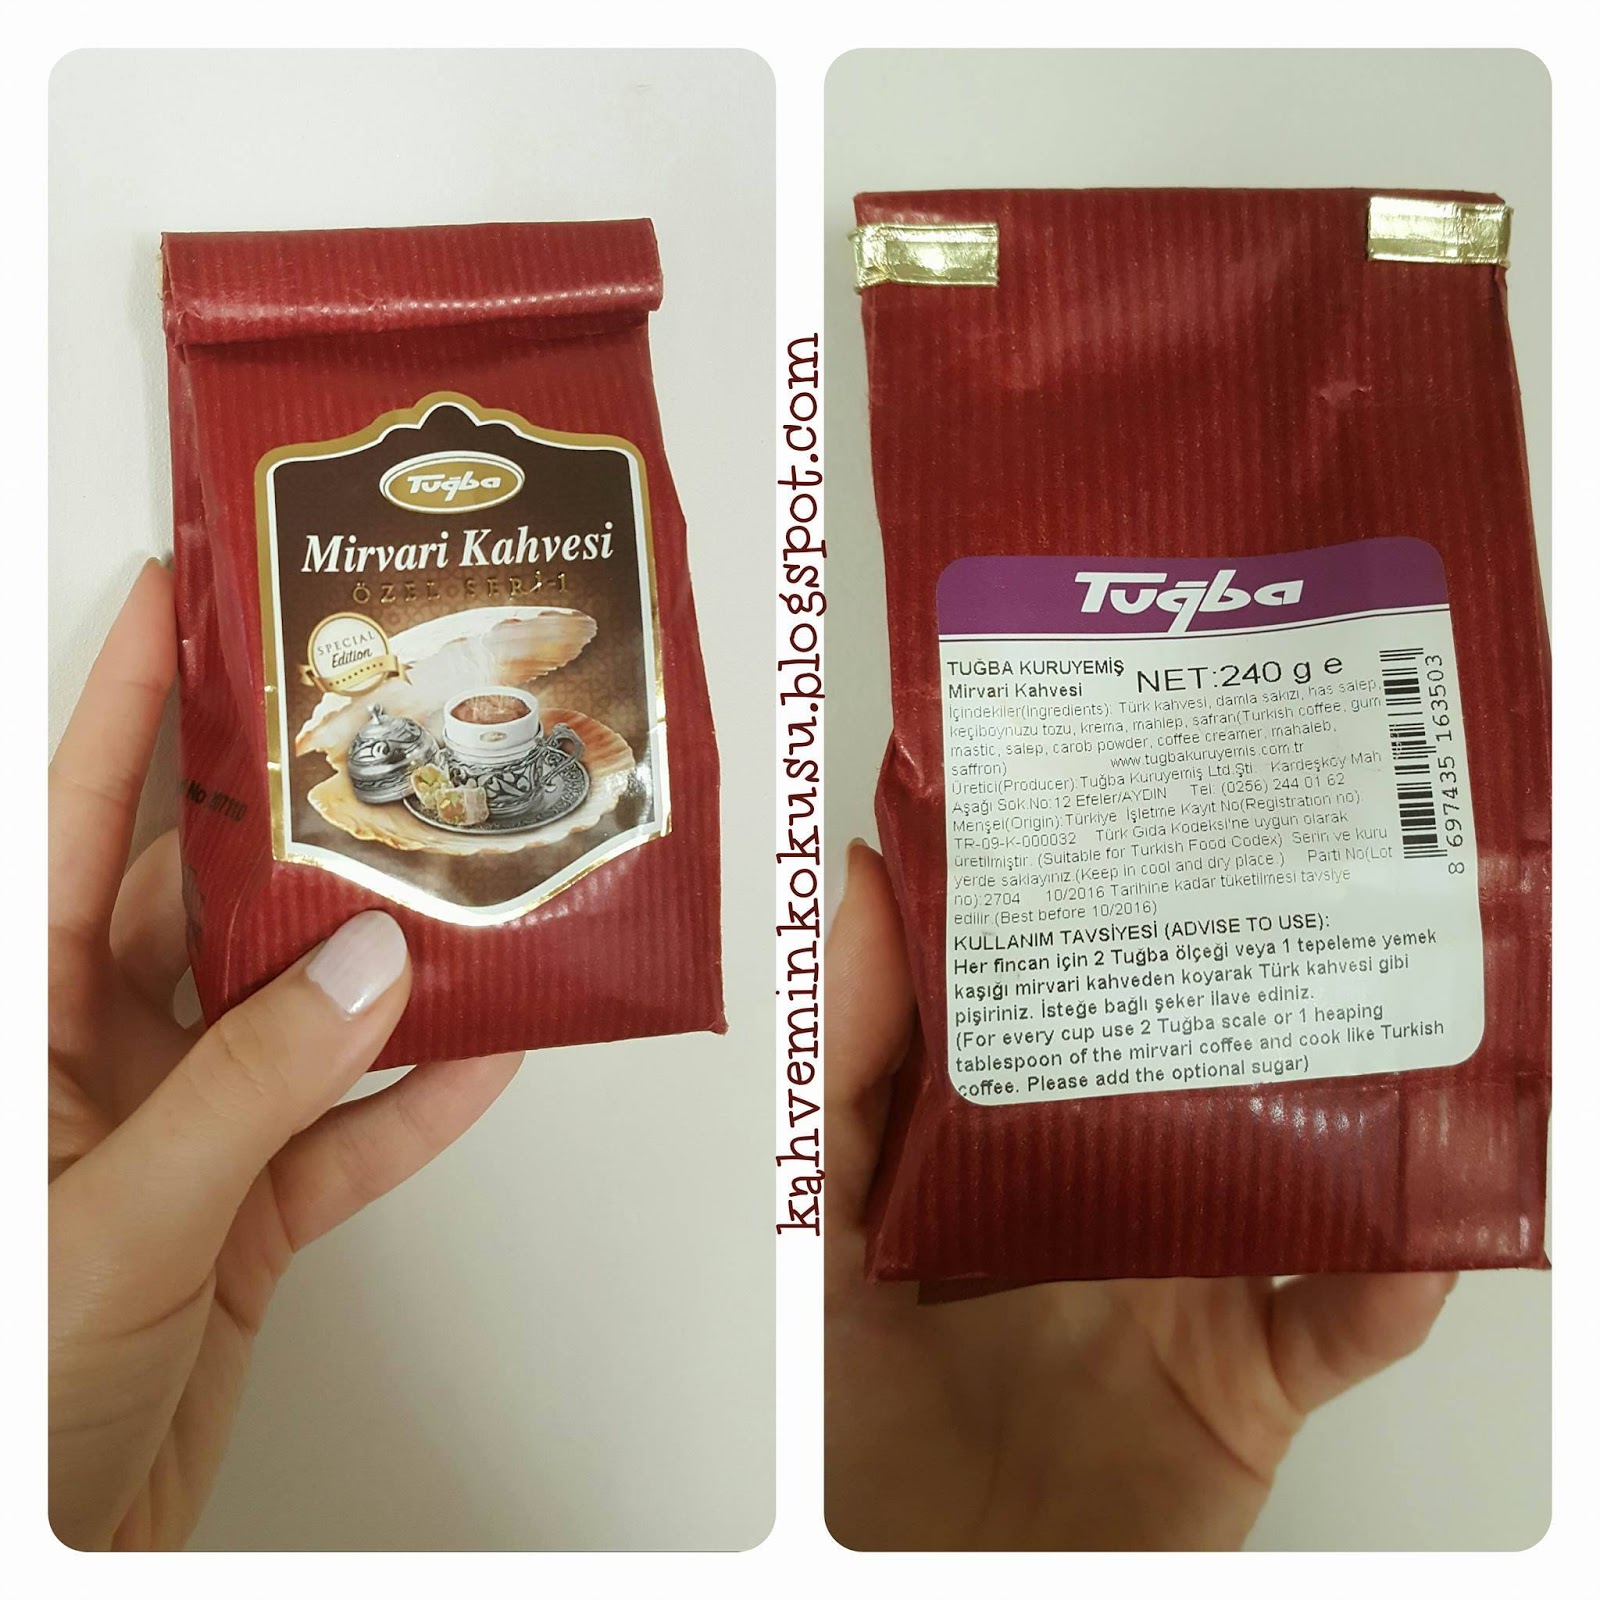 Tuğba
Mirvari Kahvesi
ÖZEL SERİ-1
SPECIAL
Edition
kahveminkokusu.blogspot.com
Tuğba
TUĞBA KURUYEMİŞ
NET:240 g e
Mirvari Kahvesi
İçindekiler(Ingredients): Türk kahvesi, damla sakızı, has salep,
keçiboynuzu tozu, krema, mahlep, safran(Turkish coffee, gum
mastic, salep, carob powder, coffee creamer, mahaleb,
saffron) www.tugbakuruyemis.com.tr
Üretici(Producer):Tuğba Kuruyemiş Ltd.Şti. Kardeşköy Mah
Aşağı Sok.No:12 Efeler/AYDIN Tel: (0256) 244 01 62
Menşei(Origin):Türkiye İşletme Kayıt No(Registration no):
TR-09-K-000032 Türk Gıda Kodeksi'ne uygun olarak
üretilmiştir. (Suitable for Turkish Food Codex) Serin ve kuru
yerde saklayınız.(Keep in cool and dry place.) Parti No(Lot
no):2704 10/2016 Tarihine kadar tüketilmesi tavsiye
edilir.(Best before 10/2016)
KULLANIM TAVSİYESİ (ADVISE TO USE):
Her fincan için 2 Tuğba ölçeği veya 1 tepeleme yemek
kaşığı mirvari kahveden koyarak Türk kahvesi gibi
pişiriniz. İsteğe bağlı şeker ilave ediniz.
(For every cup use 2 Tuğba scale or 1 heaping
tablespoon of the mirvari coffee and cook like Turkish
coffee. Please add the optional sugar)
8 697435 163503